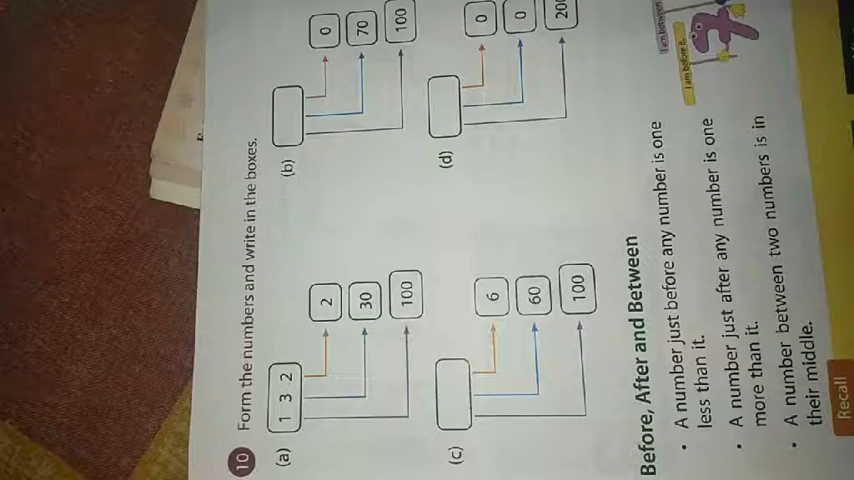 10 Form the numbers and write in the boxes.
(a) 1 3 2
2
30
100
(b)
0
70
100
(c)
6
60
100
(d)
0
0
200
Before, After and Between
• A number just before any number is one
less than it.
• A number just after any number is one
more than it.
• A number between two numbers is in
their middle.
I am between
I am before 8.
Recall